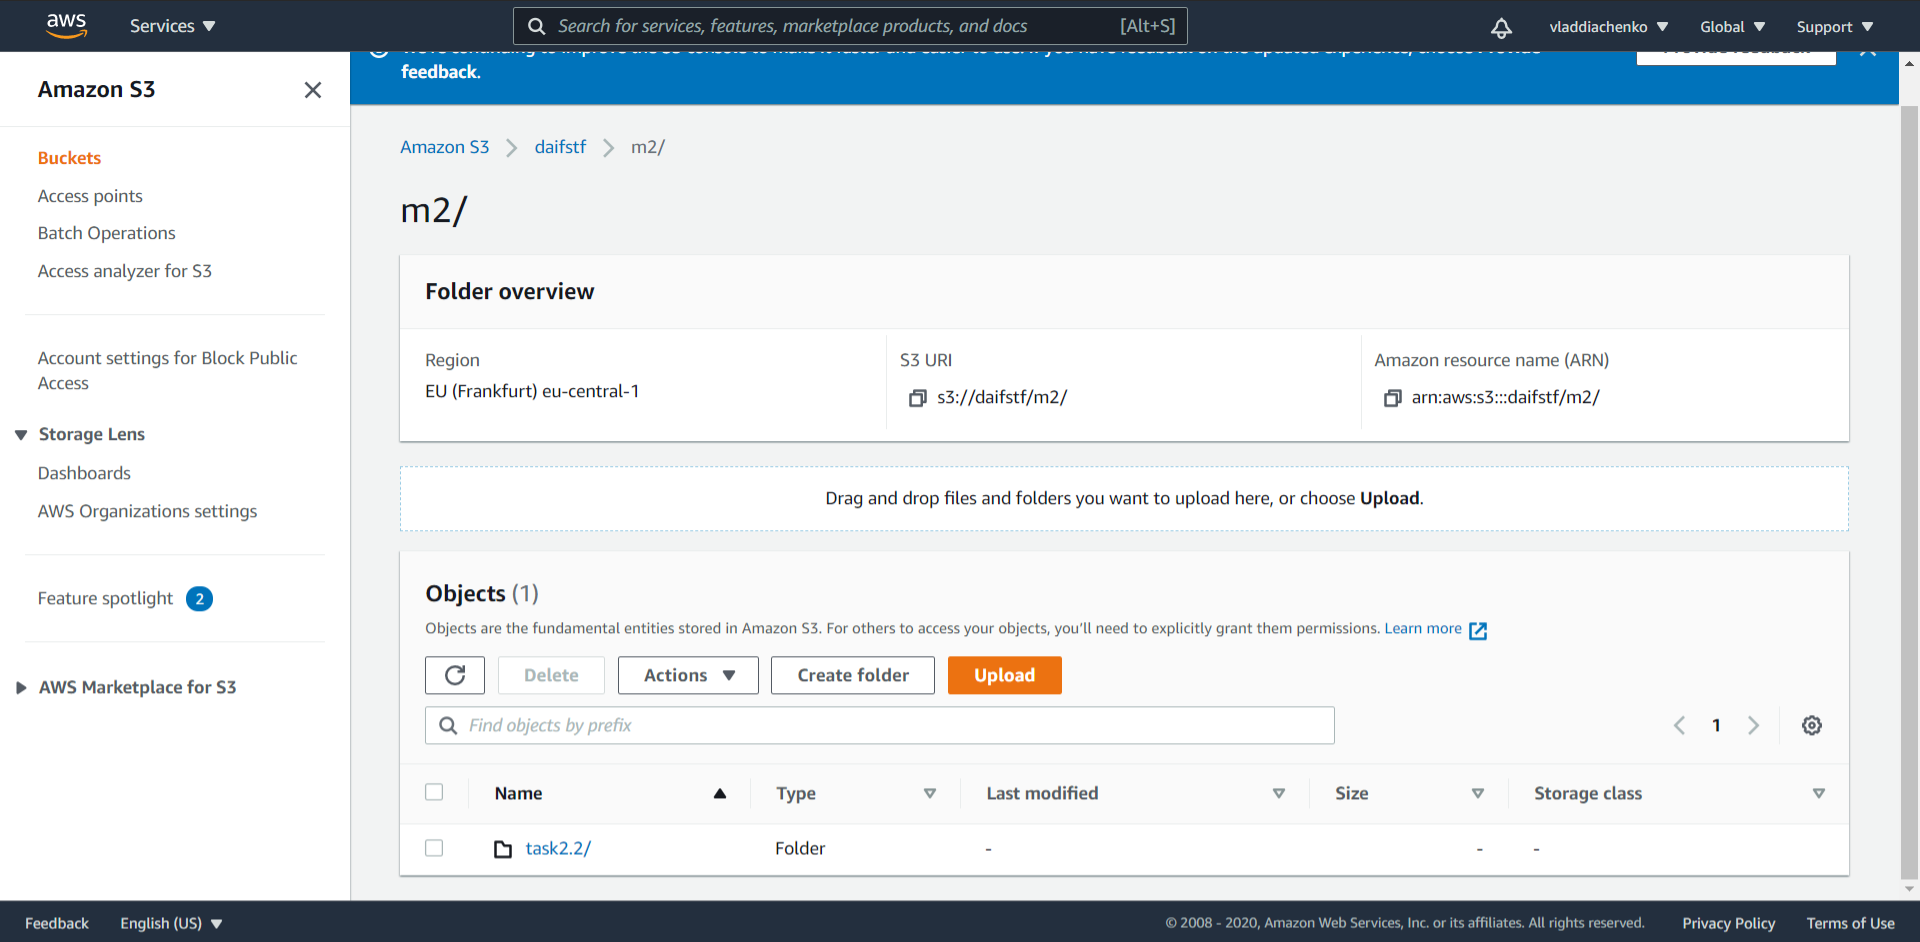 aws
Services
Search for services, features, marketplace products, and docs [Alt+S]
vladdiachenko
Global
Support
feedback.
Amazon S3
Buckets
Access points
Batch Operations
Access analyzer for S3
Account settings for Block Public
Access
Storage Lens
Dashboards
AWS Organizations settings
Feature spotlight 2
AWS Marketplace for S3
Amazon S3 daifstf m2/
m2/
Folder overview
Region
EU (Frankfurt) eu-central-1
S3 URI
s3://daifstf/m2/
Amazon resource name (ARN)
arn:aws:s3:::daifstf/m2/
Drag and drop files and folders you want to upload here, or choose Upload.
Objects (1)
Objects are the fundamental entities stored in Amazon S3. For others to access your objects, you'll need to explicitly grant them permissions. Learn more
Delete Actions Create folder Upload
Find objects by prefix
1
Name Type Last modified Size Storage class
task2.2/ Folder - - -
Feedback English (US) © 2008 - 2020, Amazon Web Services, Inc. or its affiliates. All rights reserved. Privacy Policy Terms of Use